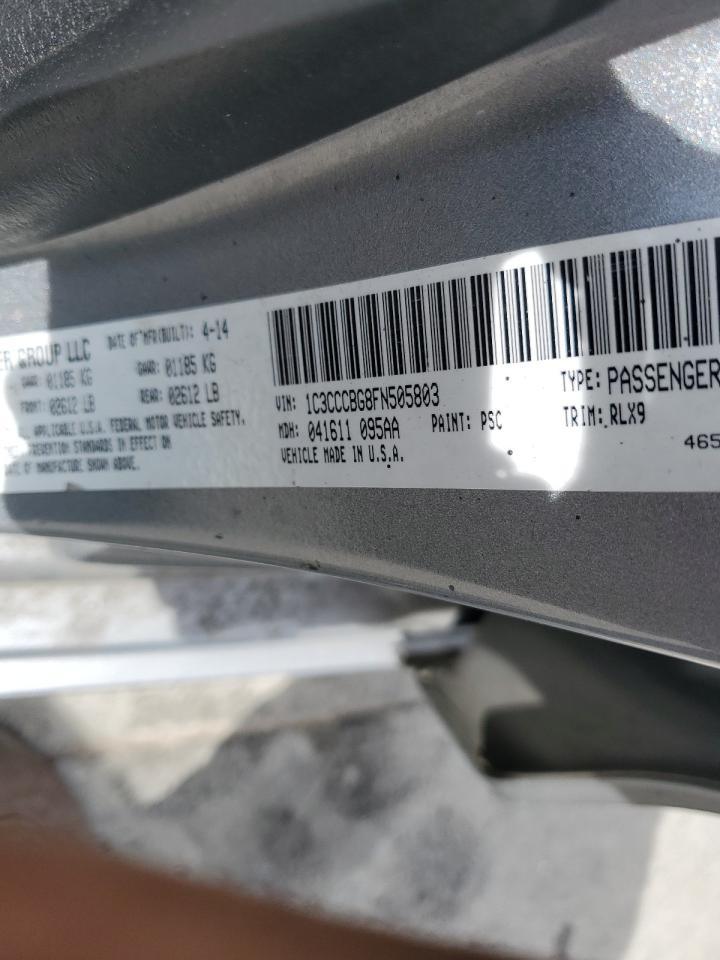 ER GROUP LLC DATE OF MFR(BUILT): 4-14
GAWR: 01185 KG GAWR: 01185 KG
FRONT: 02612 LB REAR: 02612 LB
APPLICABLE U.S.A. FEDERAL MOTOR VEHICLE SAFETY,
PREVENTION STANDARDS IN EFFECT ON
DATE OF MANUFACTURE SHOWN ABOVE.
VIN: 1C3CCCBG8FN505803 TYPE: PASSENGER
MDH: 041611 095AA PAINT: PSC TRIM: RLX9
VEHICLE MADE IN U.S.A. 465